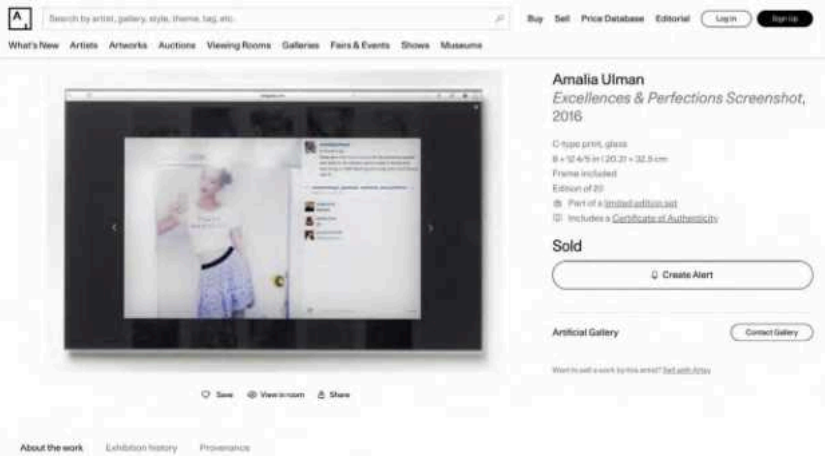 A
Search by artist, gallery, style, theme, tag, etc.
Buy Sell Price Database Editorial Log In Sign Up
What's New Artists Artworks Auctions Viewing Rooms Galleries Fairs & Events Shows Museums
Amalia Ulman
Excellences & Perfections Screenshot,
2016
C-type print, glass
8 × 12 4/5 in | 20.21 × 32.5 cm
Frame included
Edition of 20
Part of a limited edition set
Includes a Certificate of Authenticity
Sold
Create Alert
Artificial Gallery Contact Gallery
Want to sell a work by this artist? Sell with Artsy
Save View in room Share
About the work Exhibition history Provenance